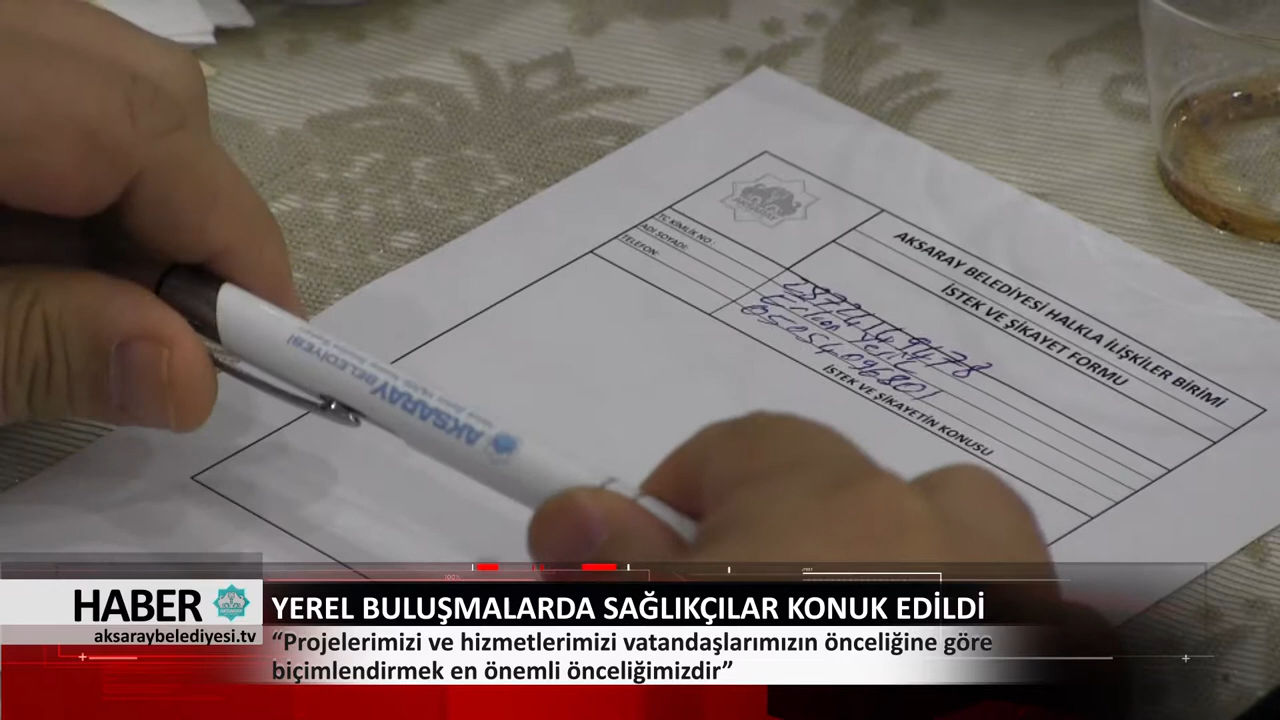 AKSARAY
AKSARAY BELEDİYESİ HALKLA İLİŞKİLER BİRİMİ
İSTEK VE ŞİKAYET FORMU
TC KİMLİK NO :
ADI SOYADI:
TELEFON:
İSTEK VE ŞİKAYETİN KONUSU
AKSARAY BELEDİYESİ
HABER
aksaraybelediyesi.tv
YEREL BULUŞMALARDA SAĞLIKÇILAR KONUK EDİLDİ
“Projelerimizi ve hizmetlerimizi vatandaşlarımızın önceliğine göre
biçimlendirmek en önemli önceliğimizdir”